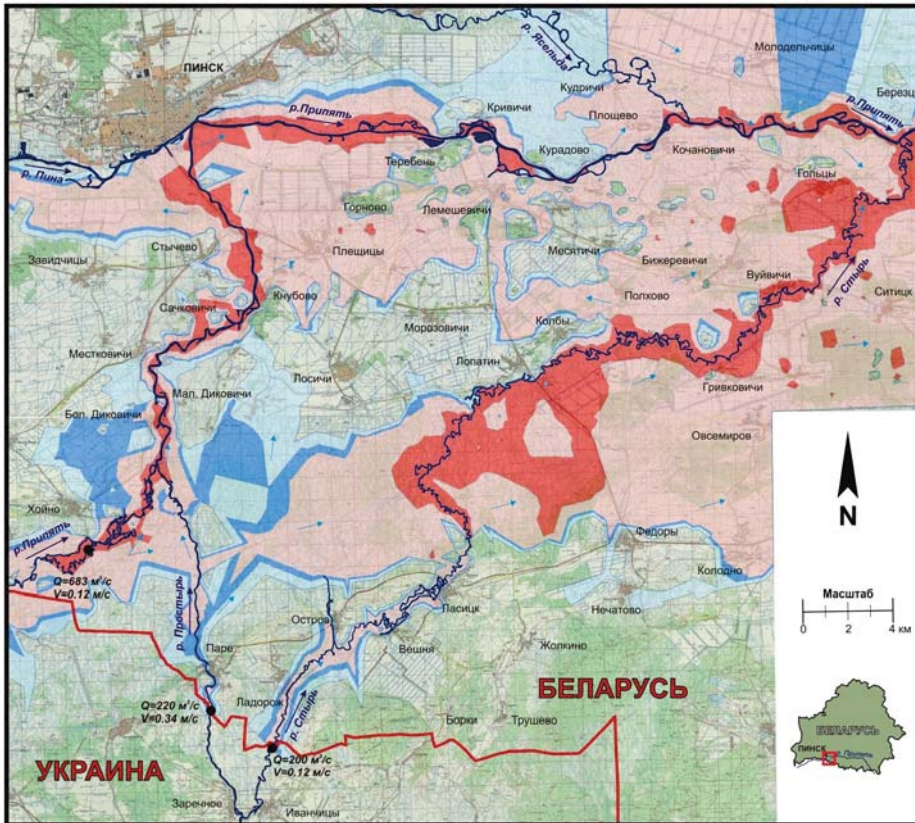 р. Ясельда
Молодельчицы
ПИНСК
Кудричи
Березц
р.Припять
Кривичи
Площево
р.Припять
Курадово
Кочановичи
р. Пина
Теребень
Гольцы
Горново
Лемешевичи
Стычево
Плещицы
Месятичи
Завидчицы
Бижеревичи
Вуйвичи
р. Стырь
Ситицк
Сачковичи
Кнубово
Полхово
Морозовичи
Колбы
Местковичи
Лопатин
Лосичи
Мал. Диковичи
Гривковичи
Бол. Диковичи
Овсемиров
Хойно
N
р.Припять
Федоры
Q=683 м³/с
V=0.12 м/с
Колодно
р. Простырь
Ласицк
Нечатово
Масштаб
0 2 4 км
Остров
Паре
Вешня
Жолкино
Ладорож
р. Стырь
БЕЛАРУСЬ
Q=220 м³/с
V=0.34 м/с
Борки
Трушево
БЕЛАРУСЬ
ПИНСК
УКРАИНА
Q=200 м³/с
V=0.12 м/с
Заречное
Иванчицы